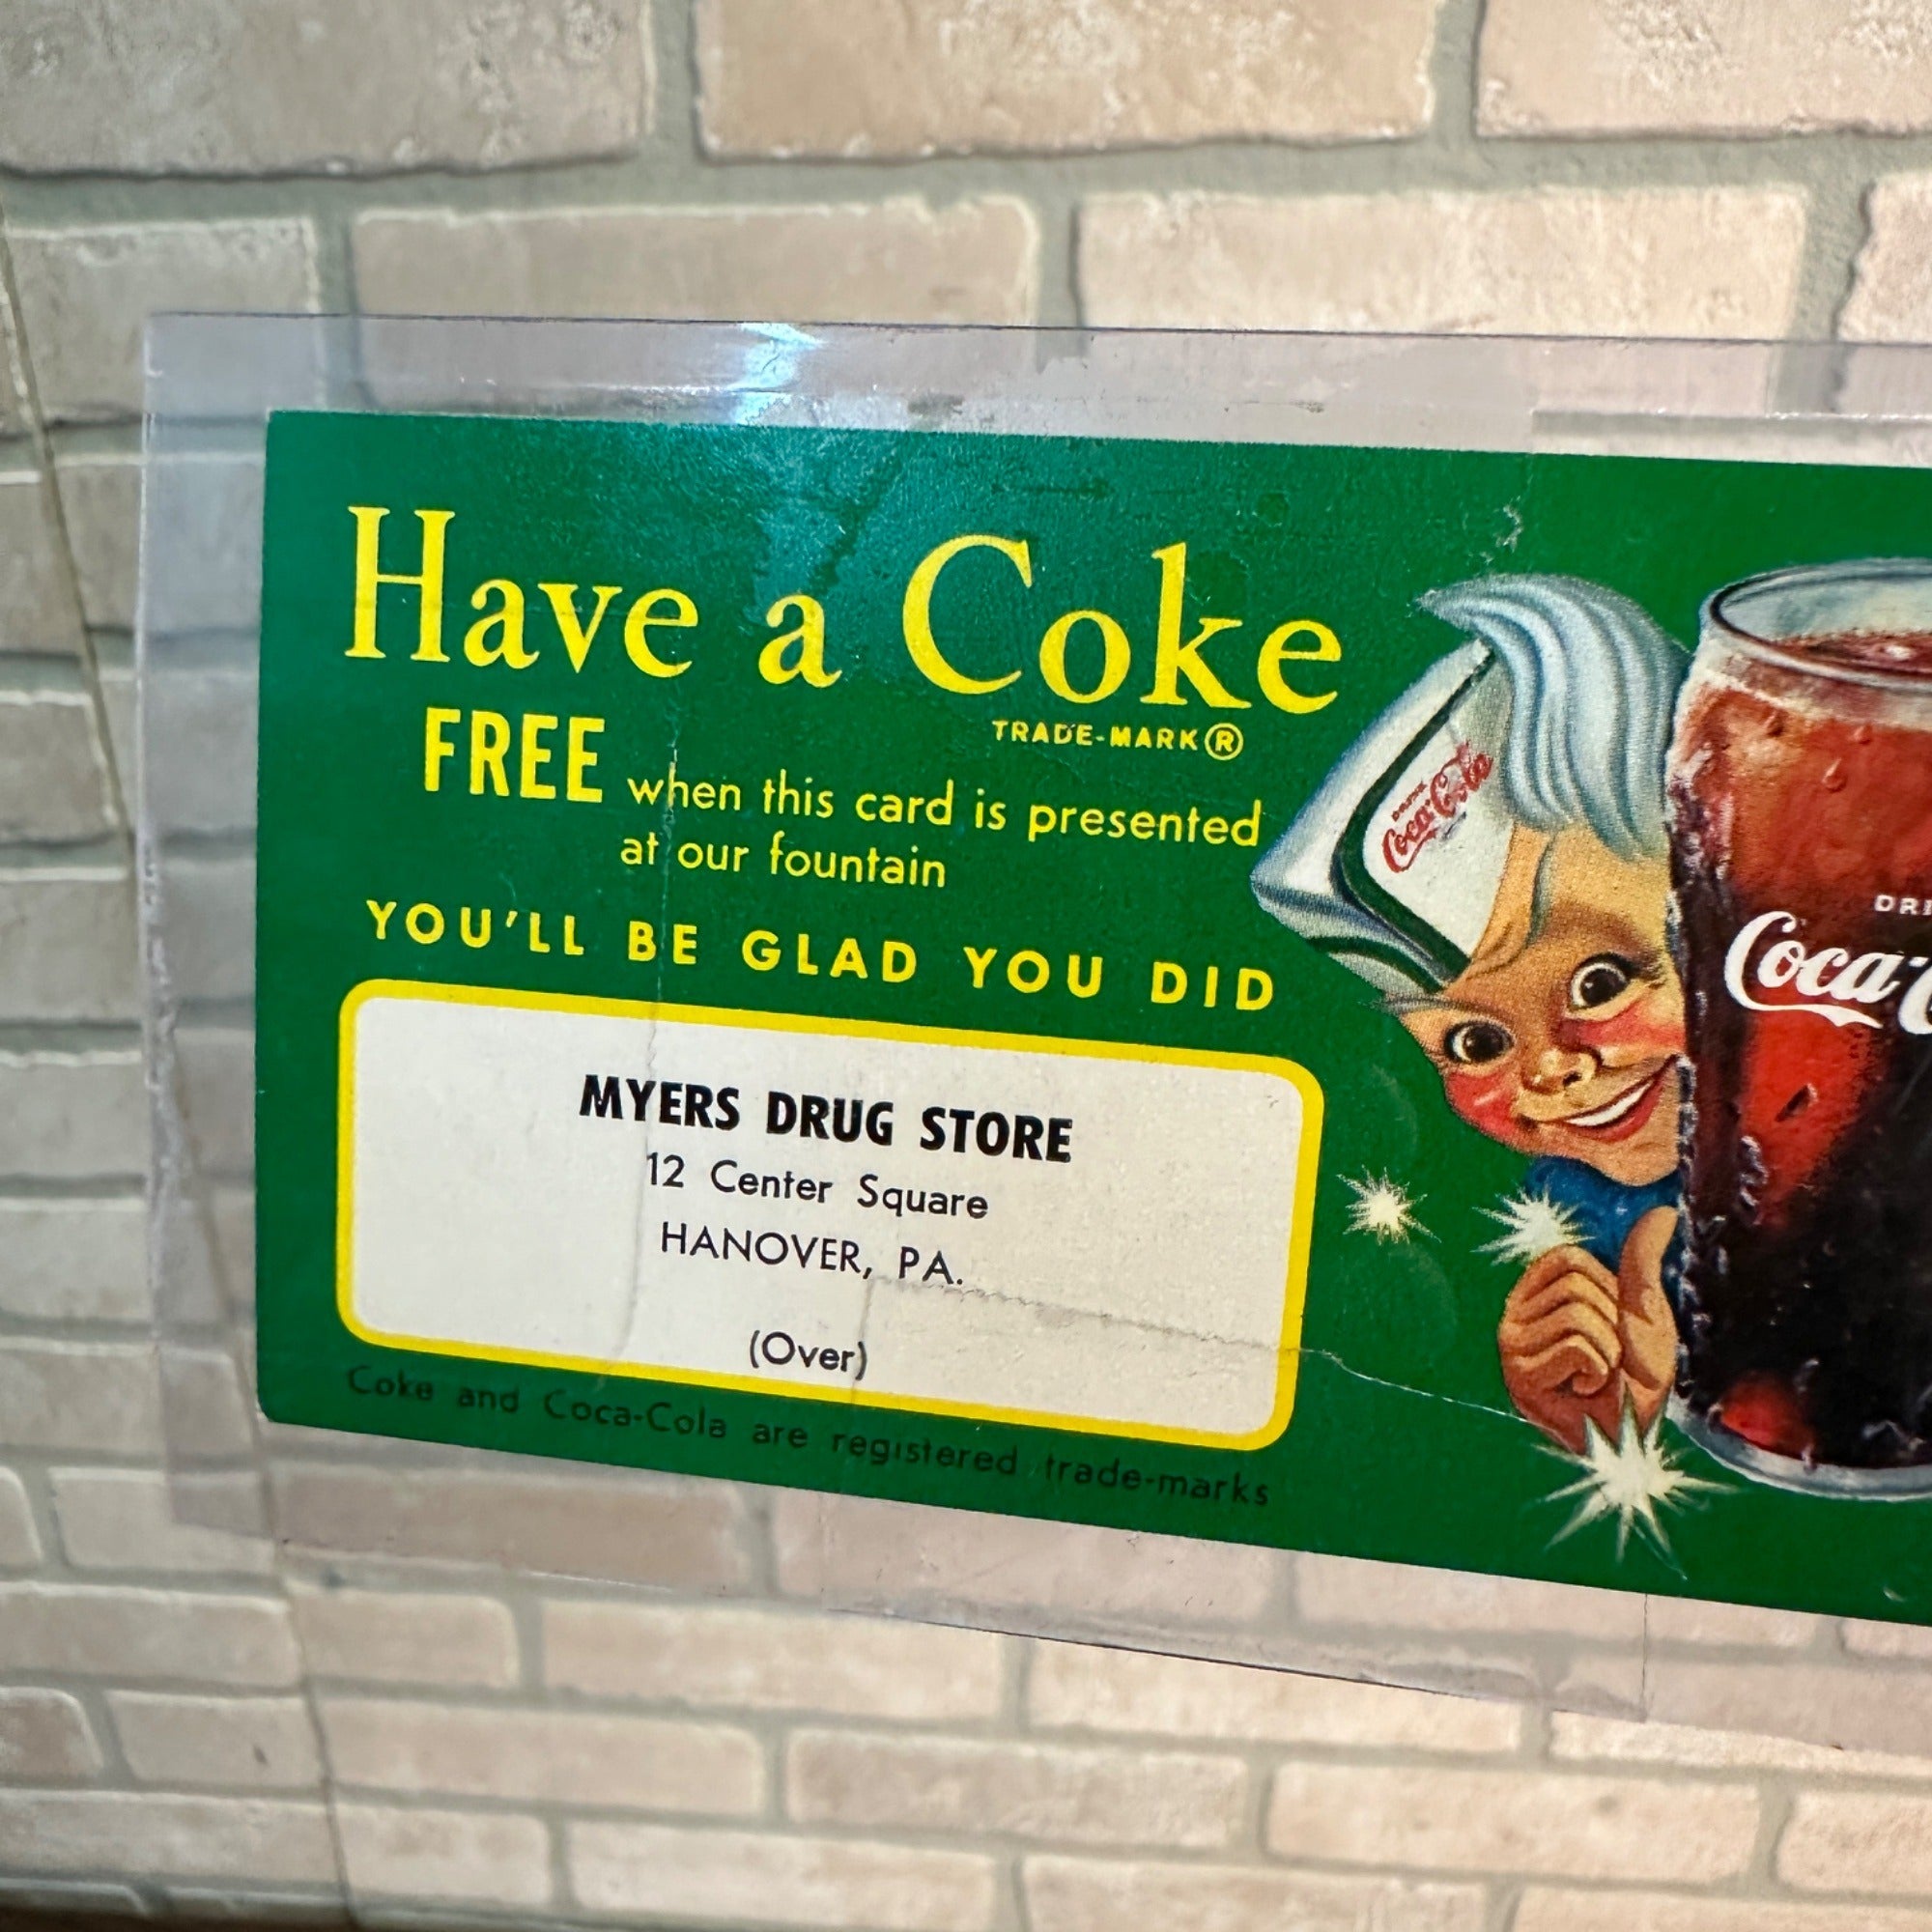 Have a Coke
TRADE-MARK ®
FREE when this card is presented
at our fountain
YOU'LL BE GLAD YOU DID
MYERS DRUG STORE
12 Center Square
HANOVER, PA.
(Over)
Coke and Coca-Cola are registered trade-marks
DRINK
Coca-Cola
Coca-